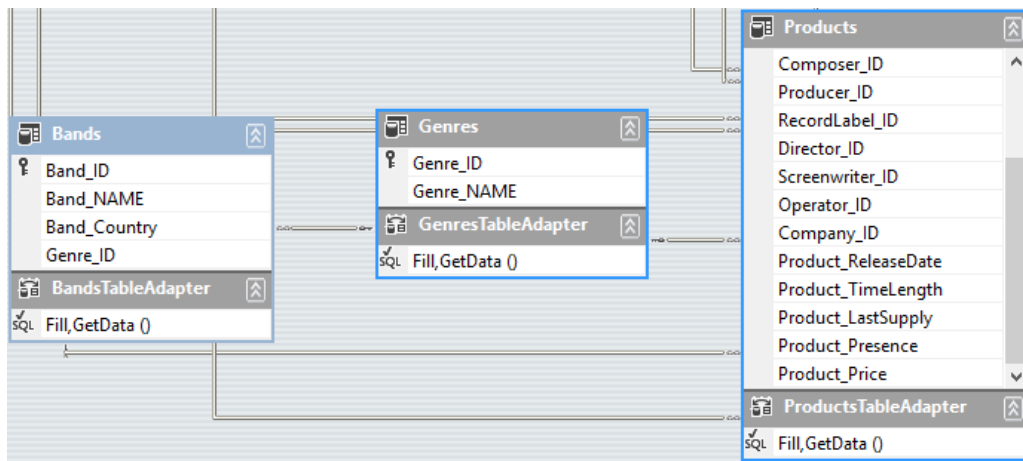 Bands
Band_ID
Band_NAME
Band_Country
Genre_ID
BandsTableAdapter
SQL Fill,GetData ()
Genres
Genre_ID
Genre_NAME
GenresTableAdapter
SQL Fill,GetData ()
Products
Composer_ID
Producer_ID
RecordLabel_ID
Director_ID
Screenwriter_ID
Operator_ID
Company_ID
Product_ReleaseDate
Product_TimeLength
Product_LastSupply
Product_Presence
Product_Price
ProductsTableAdapter
SQL Fill,GetData ()